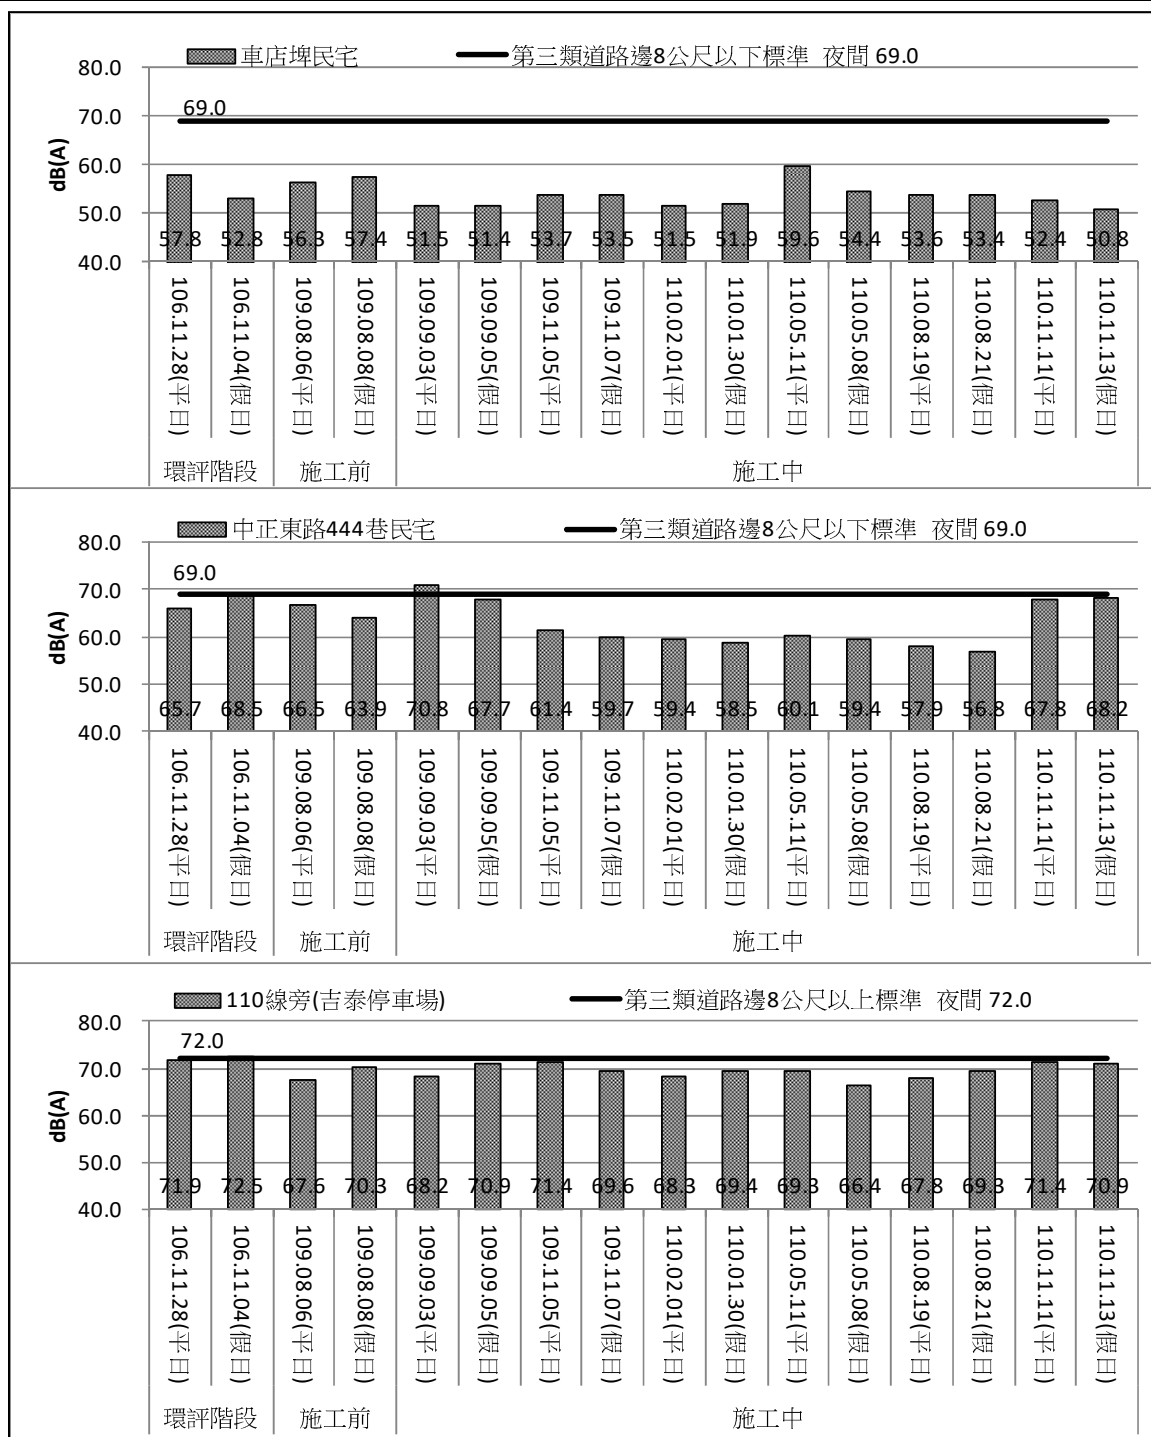 車店埤民宅 第三類道路邊8公尺以下標準 夜間 69.0
80.0
70.0
60.0
50.0
40.0
dB(A)
69.0
57.8 52.8 56.3 57.4 51.5 51.4 53.7 53.5 51.5 51.9 59.6 54.4 53.6 53.4 52.4 50.8
106.11.28(平日)
106.11.04(假日)
109.08.06(平日)
109.08.08(假日)
109.09.03(平日)
109.09.05(假日)
109.11.05(平日)
109.11.07(假日)
110.02.01(平日)
110.01.30(假日)
110.05.11(平日)
110.05.08(假日)
110.08.19(平日)
110.08.21(假日)
110.11.11(平日)
110.11.13(假日)
環評階段 施工前 施工中
中正東路444巷民宅 第三類道路邊8公尺以下標準 夜間 69.0
80.0
70.0
60.0
50.0
40.0
dB(A)
69.0
65.7 68.5 66.5 63.9 70.8 67.7 61.4 59.7 59.4 58.5 60.1 59.4 57.9 56.8 67.8 68.2
106.11.28(平日)
106.11.04(假日)
109.08.06(平日)
109.08.08(假日)
109.09.03(平日)
109.09.05(假日)
109.11.05(平日)
109.11.07(假日)
110.02.01(平日)
110.01.30(假日)
110.05.11(平日)
110.05.08(假日)
110.08.19(平日)
110.08.21(假日)
110.11.11(平日)
110.11.13(假日)
環評階段 施工前 施工中
110線旁(吉泰停車場) 第三類道路邊8公尺以上標準 夜間 72.0
80.0
70.0
60.0
50.0
40.0
dB(A)
72.0
71.9 72.5 67.6 70.3 68.2 70.9 71.4 69.6 68.3 69.4 69.3 66.4 67.8 69.3 71.4 70.9
106.11.28(平日)
106.11.04(假日)
109.08.06(平日)
109.08.08(假日)
109.09.03(平日)
109.09.05(假日)
109.11.05(平日)
109.11.07(假日)
110.02.01(平日)
110.01.30(假日)
110.05.11(平日)
110.05.08(假日)
110.08.19(平日)
110.08.21(假日)
110.11.11(平日)
110.11.13(假日)
環評階段 施工前 施工中